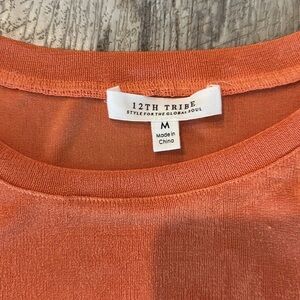 12TH TRIBE
STYLE FOR THE GLOBAL SOUL
M
Made in
China